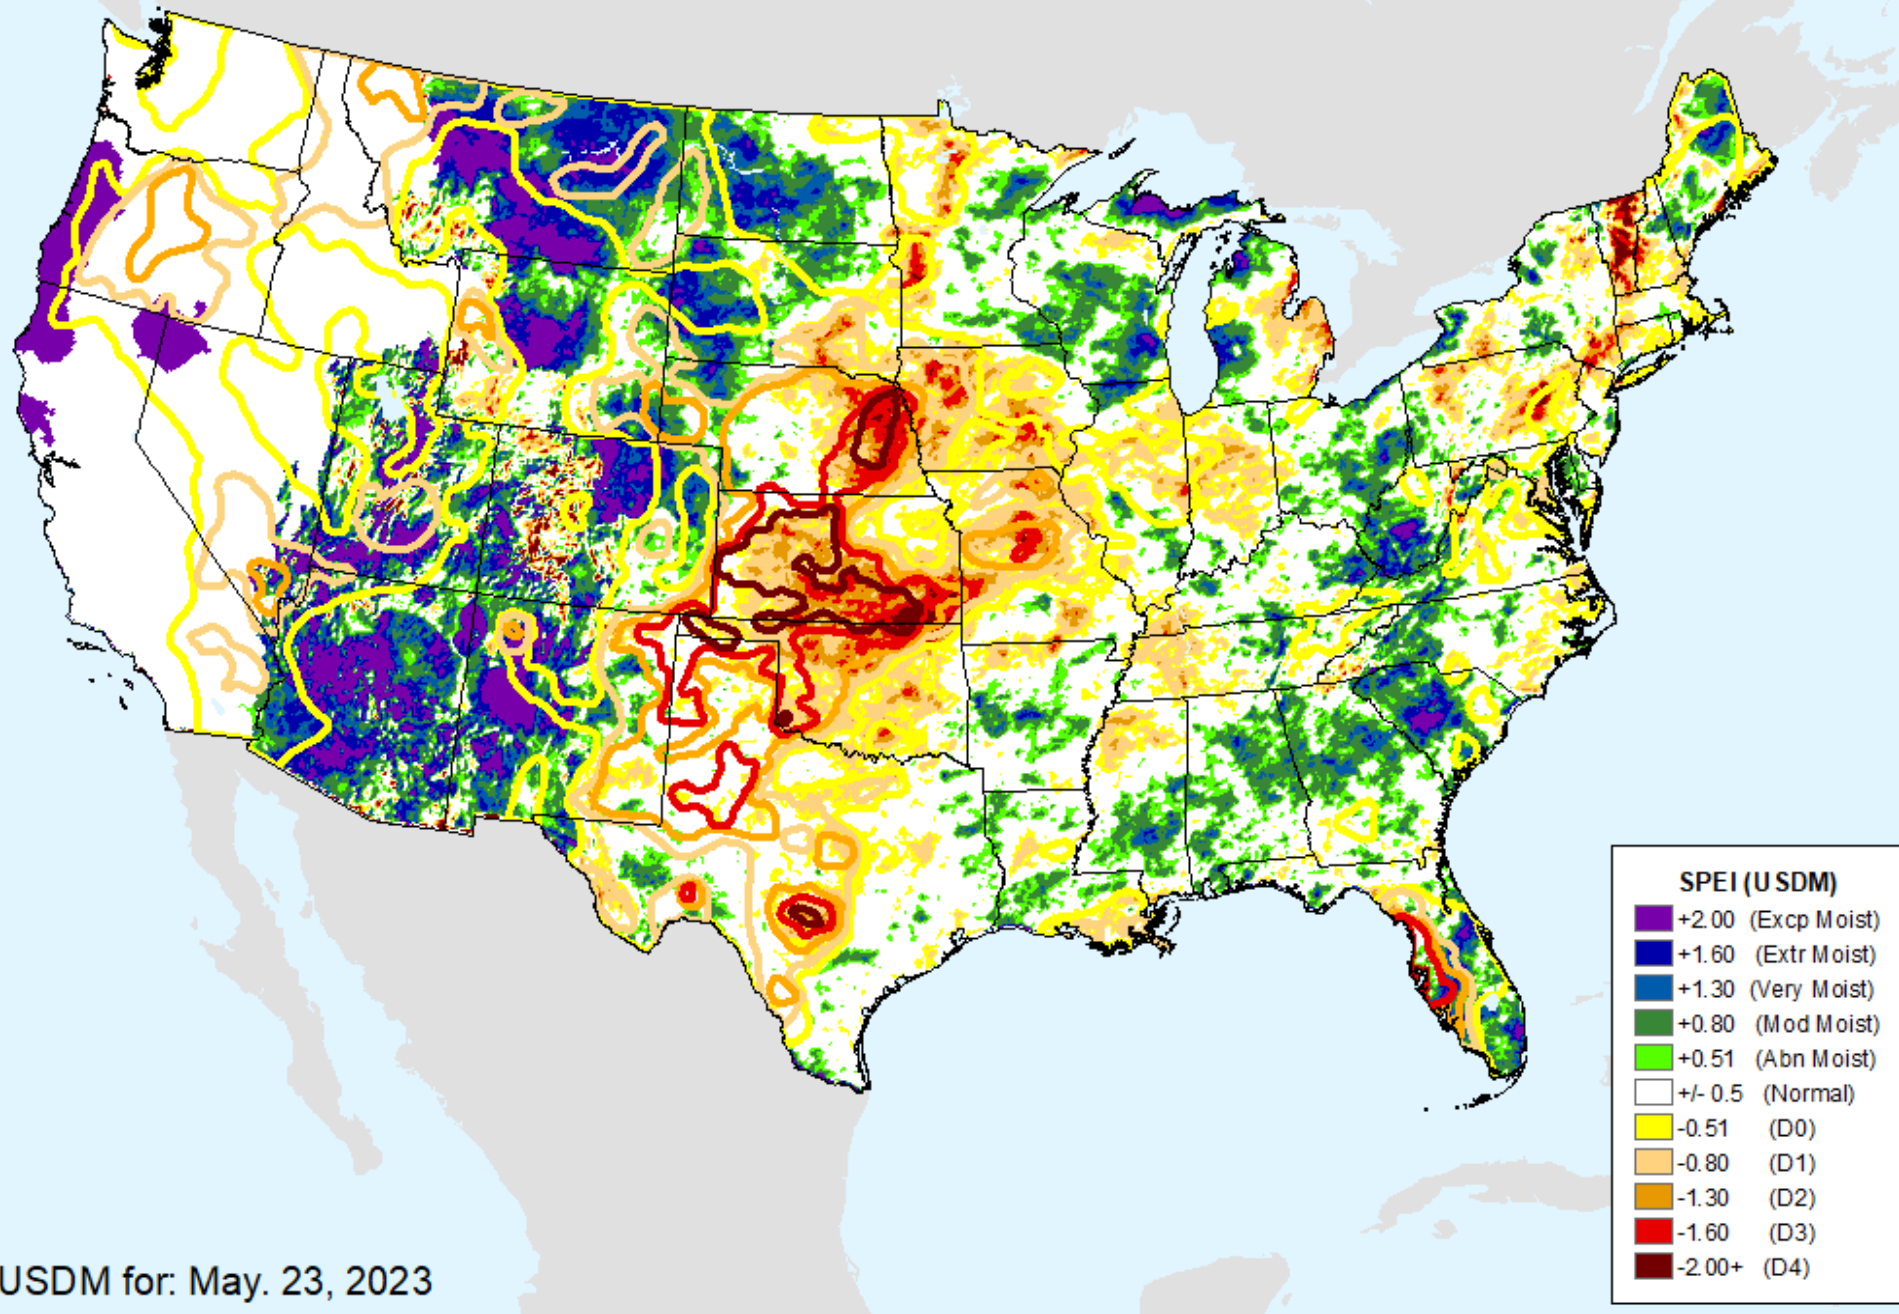 SPEI (USDM)
+2.00 (Excp Moist)
+1.60 (Extr Moist)
+1.30 (Very Moist)
+0.80 (Mod Moist)
+0.51 (Abn Moist)
+/- 0.5 (Normal)
-0.51 (D0)
-0.80 (D1)
-1.30 (D2)
-1.60 (D3)
-2.00+ (D4)
USDM for: May. 23, 2023